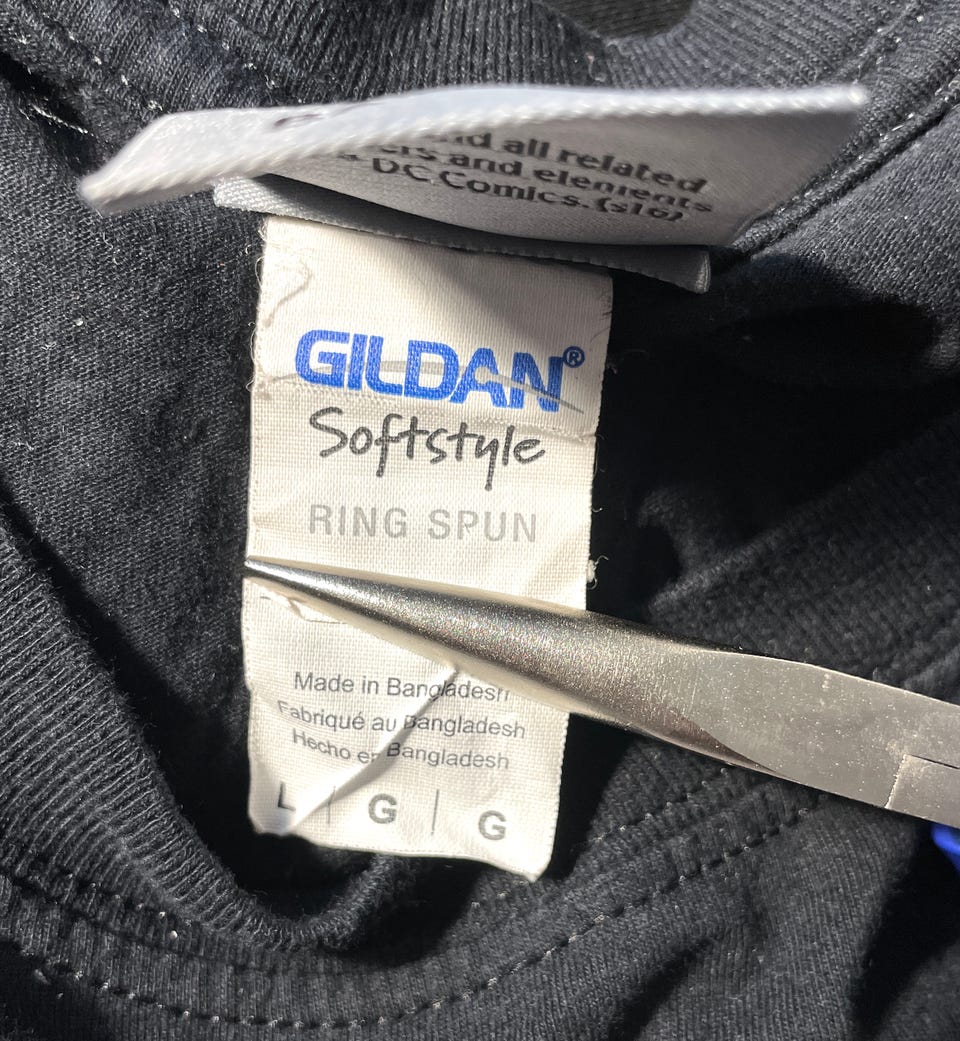 and all related
and elements
DC Comics. (s16)
GILDAN®
Softstyle
RING SPUN
Made in Bangladesh
Fabriqué au Bangladesh
Hecho en Bangladesh
L | G | G